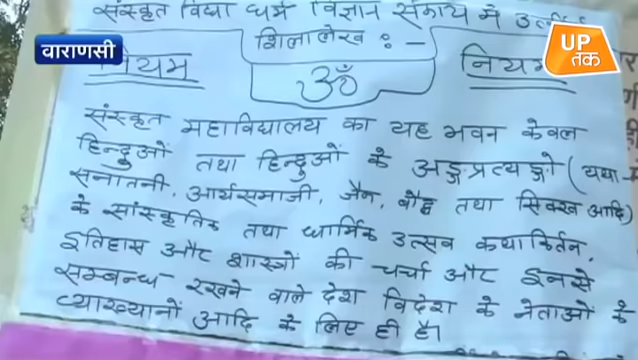 संस्कृत विद्या धर्म विज्ञान संकाय में
शिलालेख :-
वाराणसी
UP
तक
नियम
ॐ
नियम
संस्कृत महाविद्यालय का यह भवन केवल
हिन्दुओं तथा हिन्दुओं के अङ्गप्रत्यङ्गो (यथा-
सनातनी, आर्यसमाजी, जैन, बौद्ध तथा सिक्ख आदि)
के सांस्कृतिक तथा धार्मिक उत्सव कथाकिर्तन,
इतिहास और शास्त्रों की चर्चा और इनसे
सम्बन्ध रखने वाले देश विदेश के नेताओं के
व्याख्यानों आदि के लिए ही है।